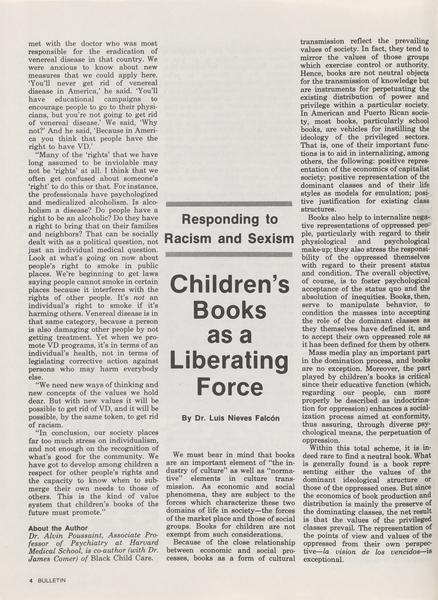 met with the doctor who was most
responsible for the eradication of
venereal disease in that country. We
were anxious to know about new
measures that we could apply here.
'You'll never get rid of venereal
disease in America,' he said. 'You'll
have educational campaigns to
encourage people to go to their physi-
cians, but you're not going to get rid
of venereal disease.' We said, 'Why
not?' And he said, 'Because in Ameri-
ca you think that people have the
right to have VD.'
"Many of the 'rights' that we have
long assumed to be inviolable may
not be 'rights' at all. I think that we
often get confused about someone's
'right' to do this or that. For instance,
the professionals have psychologized
and medicalized alcoholism. Is alco-
holism a disease? Do people have a
right to be an alcoholic? Do they have
a right to bring that on their families
and neighbors? That can be socially
dealt with as a political question, not
just an individual medical question.
Look at what's going on now about
people's right to smoke in public
places. We're beginning to get laws
saying people cannot smoke in certain
places because it interferes with the
rights of other people. It's not an
individual's right to smoke if it's
harming others. Venereal disease is in
that same category, because a person
is also damaging other people by not
getting treatment. Yet when we pro-
mote VD programs, it's in terms of an
individual's health, not in terms of
legislating corrective action against
persons who may harm everybody
else.
"We need new ways of thinking and
new concepts of the values we hold
dear. But with new values it will be
possible to get rid of VD, and it will be
possible, by the same token, to get rid
of racism.
"In conclusion, our society places
far too much stress on individualism,
and not enough on the recognition of
what's good for the community. We
have got to develop among children a
respect for other people's rights and
the capacity to know when to sub-
merge their own needs to those of
others. This is the kind of value
system that children's books of the
future must promote."
About the Author
Dr. Alvin Poussaint, Associate Pro-
fessor of Psychiatry at Harvard
Medical School, is co-author (with Dr.
James Comer) of Black Child Care.
4 BULLETIN
Responding to
Racism and Sexism
Children's
Books
as a
Liberating
Force
By Dr. Luis Nieves Falcón
We must bear in mind that books
are an important element of "the in-
dustry of culture" as well as "norma-
tive" elements in culture trans-
mission. As economic and social
phenomena, they are subject to the
forces which characterize these two
domains of life in society—the forces
of the market place and those of social
groups. Books for children are not
exempt from such considerations.
Because of the close relationship
between economic and social pro-
cesses, books as a form of cultural
transmission reflect the prevailing
values of society. In fact, they tend to
mirror the values of those groups
which exercise control or authority.
Hence, books are not neutral objects
for the transmission of knowledge but
are instruments for perpetuating the
existing distribution of power and
privilege within a particular society.
In American and Puerto Rican socie-
ty, most books, particularly school
books, are vehicles for instilling the
ideology of the privileged sectors.
That is, one of their important func-
tions is to aid in internalizing, among
others, the following: positive repre-
sentation of the economics of capitalist
society; positive representation of the
dominant classes and of their life
styles as models for emulation; posi-
tive justification for existing class
structures.
Books also help to internalize nega-
tive representations of oppressed peo-
ple, particularly with regard to their
physiological and psychological
make-up; they also stress the responsi-
bility of the oppressed themselves
with regard to their present status
and condition. The overall objective,
of course, is to foster psychological
acceptance of the status quo and the
absolution of inequities. Books, then,
serve to manipulate behavior, to
condition the masses into accepting
the role of the dominant classes as
they themselves have defined it, and
to accept their own oppressed role as
it has been defined for them by others.
Mass media play an important part
in the domination process, and books
are no exception. Moreover, the part
played by children's books is critical
since their educative function (which,
regarding our people, can more
properly be described as indoctrina-
tion for oppression) enhances a social-
ization process aimed at conformity,
thus assuring, through diverse psy-
chological means, the perpetuation of
oppression.
Within this total scheme, it is in-
deed rare to find a neutral book. What
is generally found is a book repre-
senting either the values of the
dominant ideological structure or
those of the oppressed ones. But since
the economics of book production and
distribution is mainly the preserve of
the dominating classes, the net result
is that the values of the privileged
classes prevail. The representation of
the points of view and values of the
oppressed from their own perspec-
tive—la vision de los vencidos—is
exceptional.